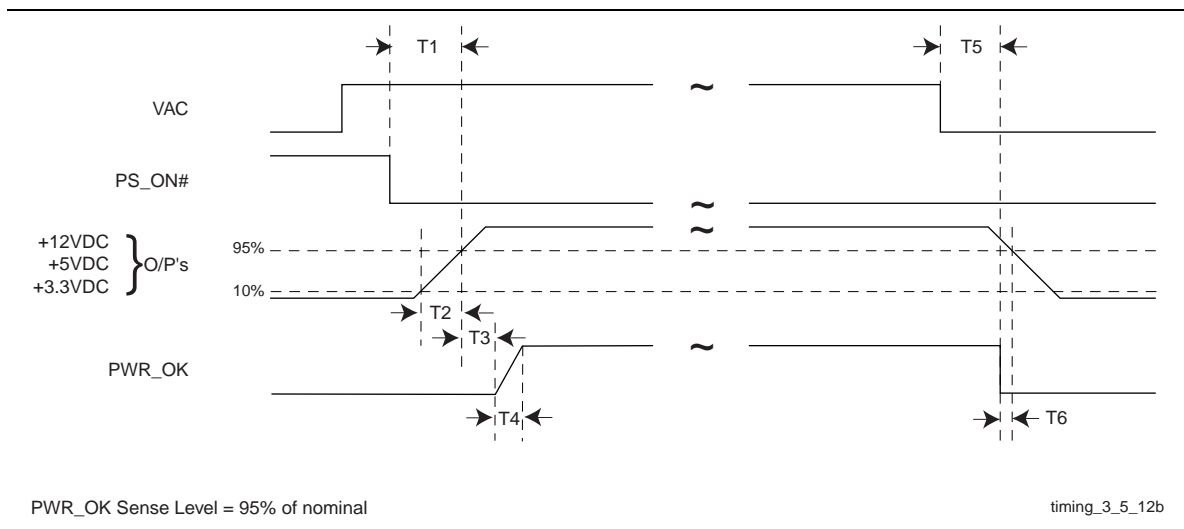 T1
T5
VAC
~
PS_ON#
~
~
+12VDC
+5VDC
+3.3VDC
}
O/P's
95%
10%
T2
T3
PWR_OK
~
T4
T6
PWR_OK Sense Level = 95% of nominal
timing_3_5_12b